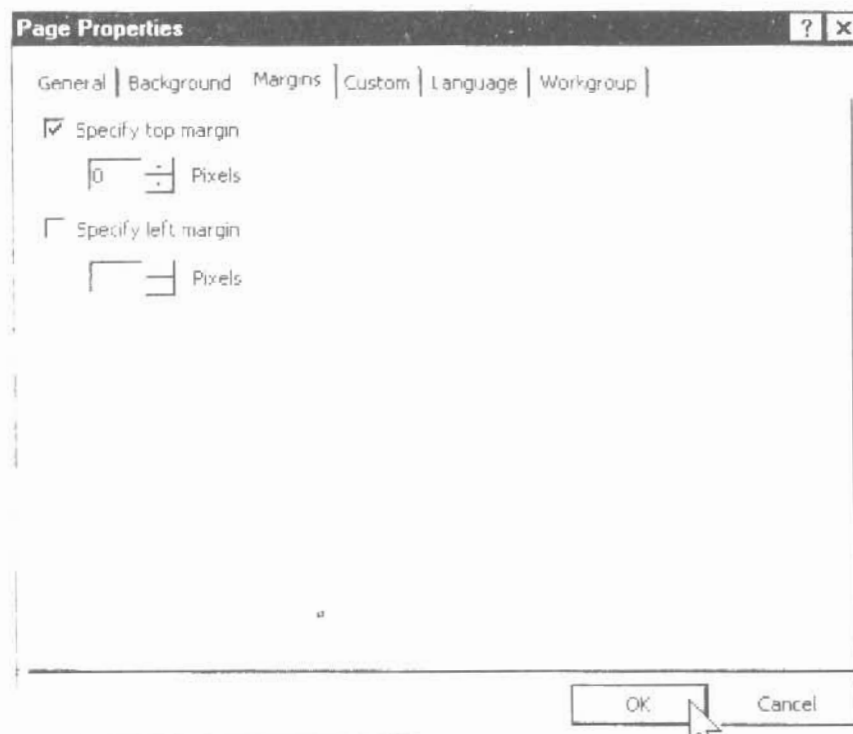 Page Properties ? ×
General Background Margins Custom Language Workgroup
Specify top margin
0 Pixels
Specify left margin
Pixels
OK Cancel